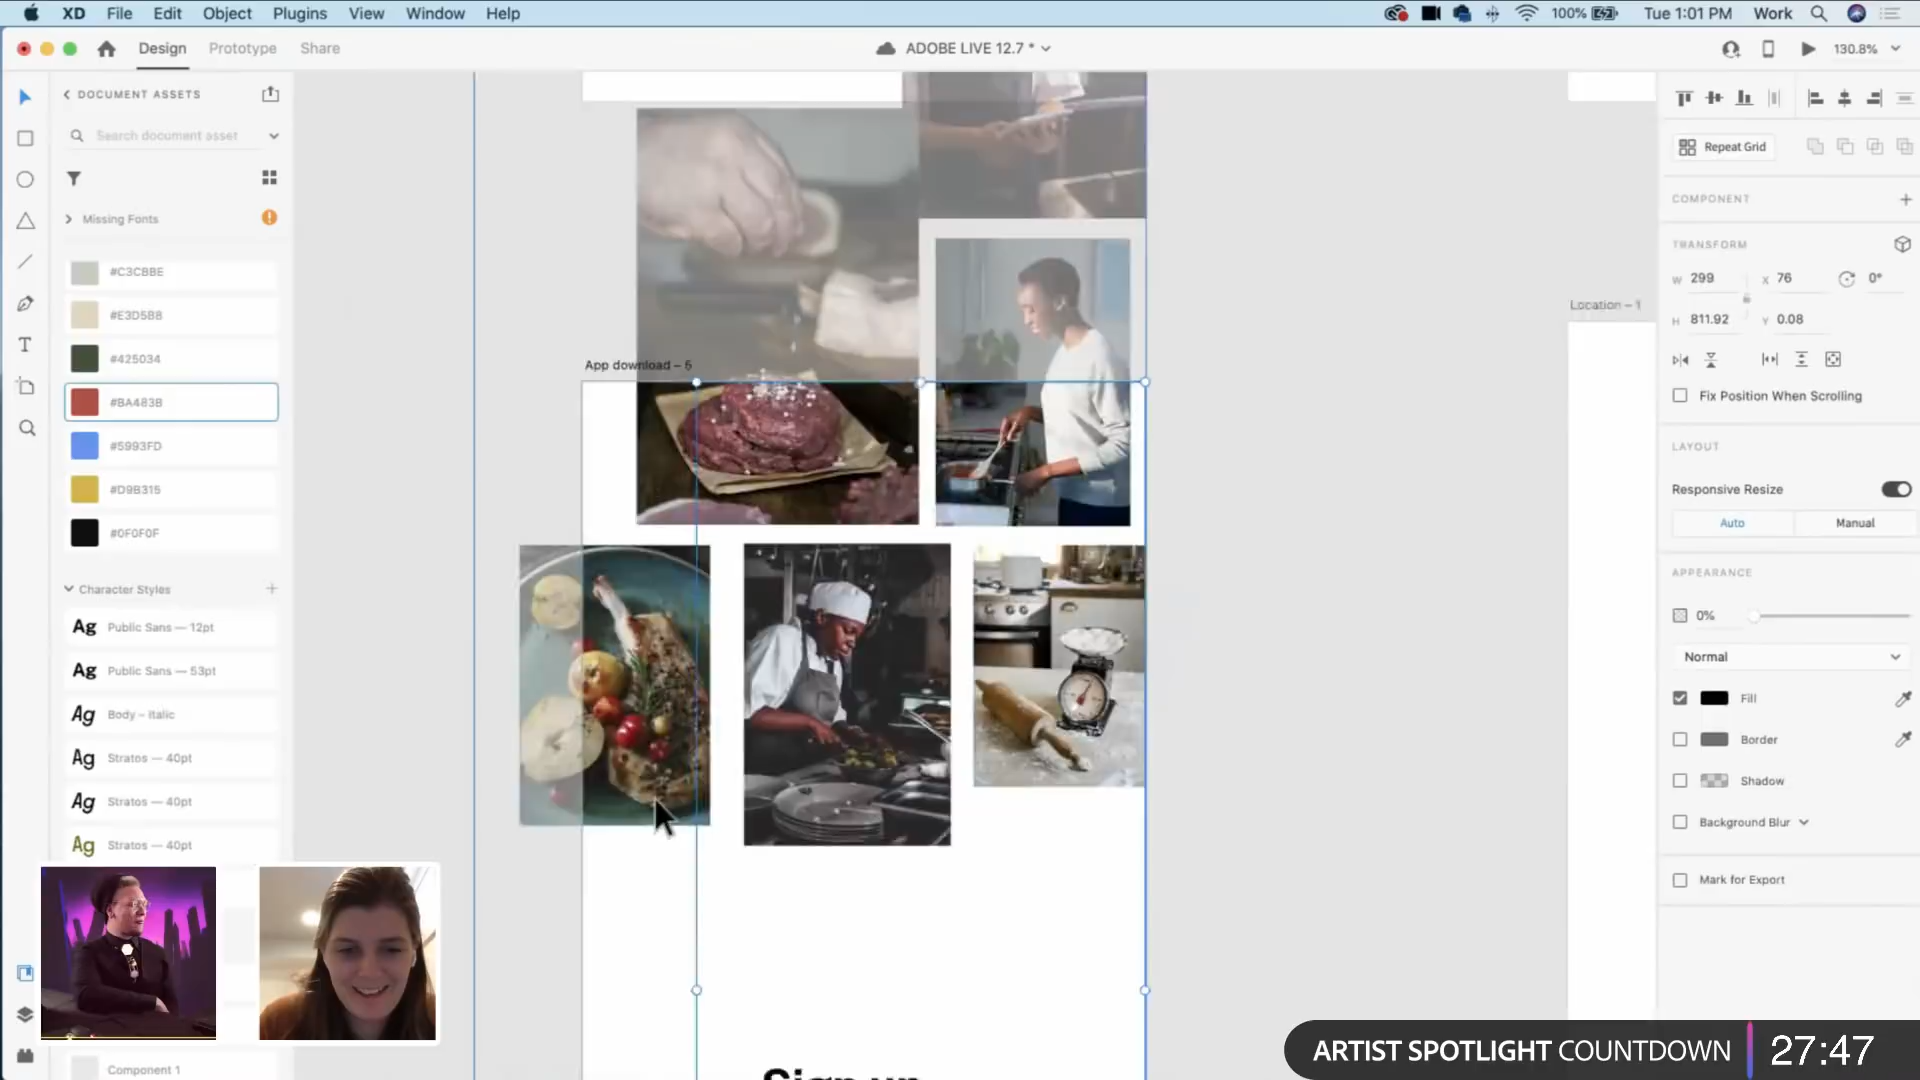 XD File Edit Object Plugins View Window Help
100% Tue 1:01 PM Work
Design Prototype Share
ADOBE LIVE 12.7 *
130.8%
DOCUMENT ASSETS
Search document asset
Missing Fonts
#C3CBBE
#E3D5B8
#425034
#BA483B
#5993FD
#D9B315
#0F0F0F
Character Styles
Ag Public Sans — 12pt
Ag Public Sans — 53pt
Ag Body – italic
Ag Stratos — 40pt
Ag Stratos — 40pt
Ag Stratos — 40pt
Component 1
App download – 5
Location – 1
Repeat Grid
COMPONENT
TRANSFORM
W 299 X 76 0°
H 811.92 Y 0.08
Fix Position When Scrolling
LAYOUT
Responsive Resize
Auto Manual
APPEARANCE
0%
Normal
Fill
Border
Shadow
Background Blur
Mark for Export
Sign up
ARTIST SPOTLIGHT COUNTDOWN 27:47